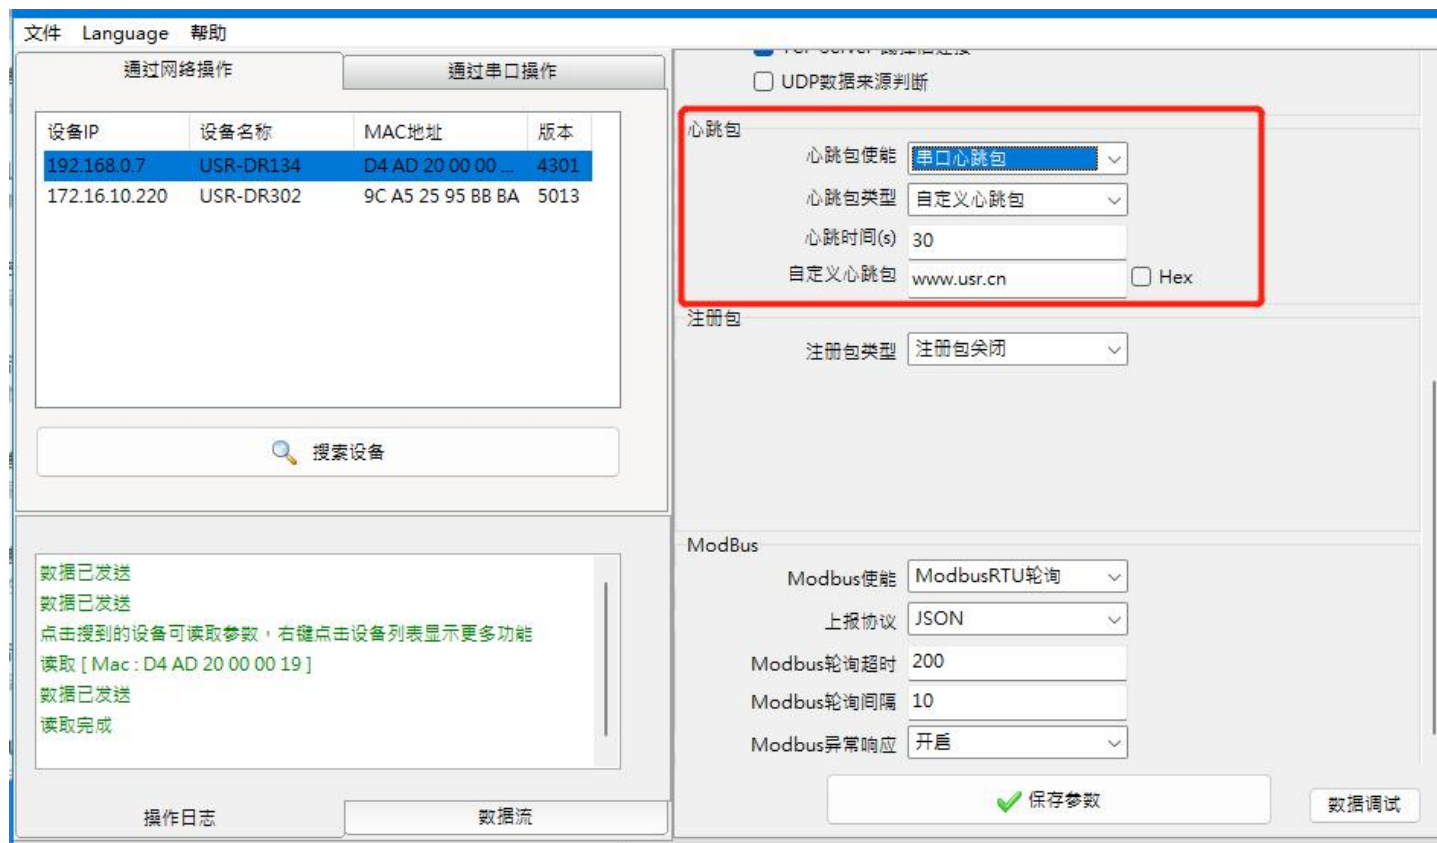 文件 Language 帮助
通过网络操作 通过串口操作
设备IP 设备名称 MAC地址 版本
192.168.0.7 USR-DR134 D4 AD 20 00 00 ... 4301
172.16.10.220 USR-DR302 9C A5 25 95 BB BA 5013
搜索设备
数据已发送
数据已发送
点击搜到的设备可读取参数，右键点击设备列表显示更多功能
读取 [ Mac : D4 AD 20 00 00 19 ]
数据已发送
读取完成
操作日志 数据流
UDP数据来源判断
心跳包
心跳包使能 串口心跳包
心跳包类型 自定义心跳包
心跳时间(s) 30
自定义心跳包 www.usr.cn Hex
注册包
注册包类型 注册包关闭
ModBus
Modbus使能 ModbusRTU轮询
上报协议 JSON
Modbus轮询超时 200
Modbus轮询间隔 10
Modbus异常响应 开启
保存参数 数据调试